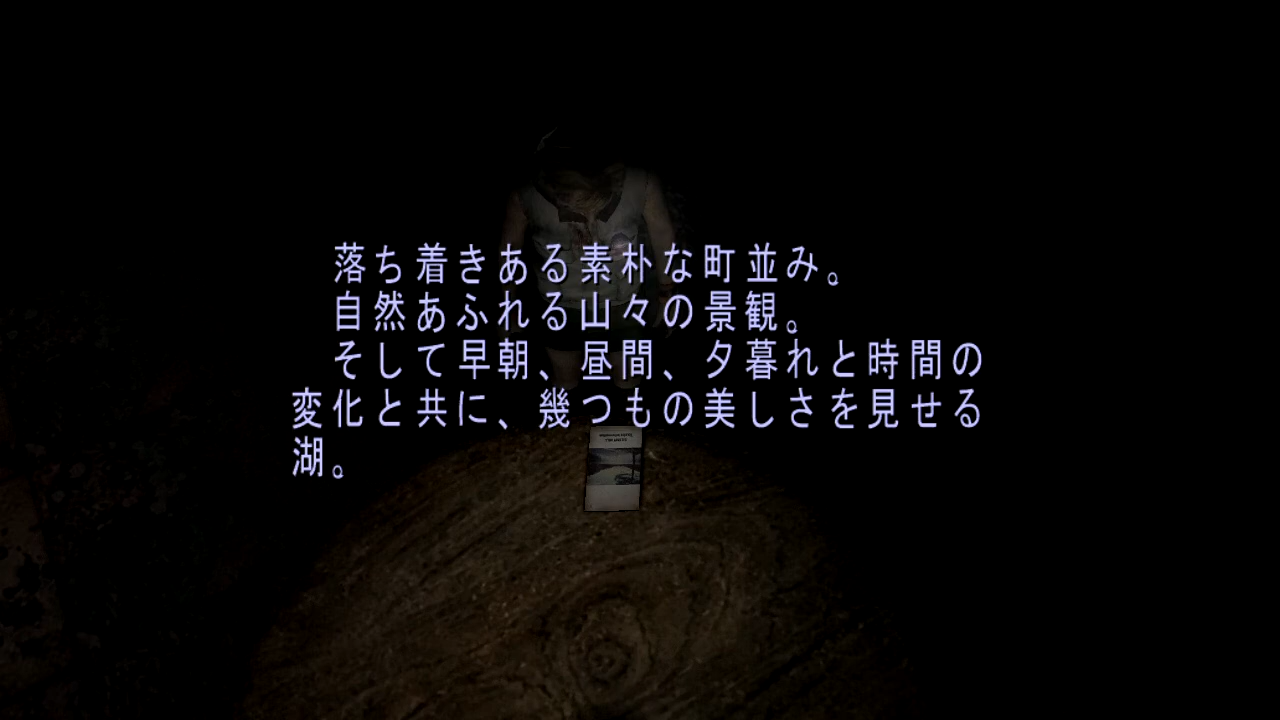 落ち着きある素朴な町並み。
自然あふれる山々の景観。
そして早朝、昼間、夕暮れと時間の
変化と共に、幾つもの美しさを見せる
湖。